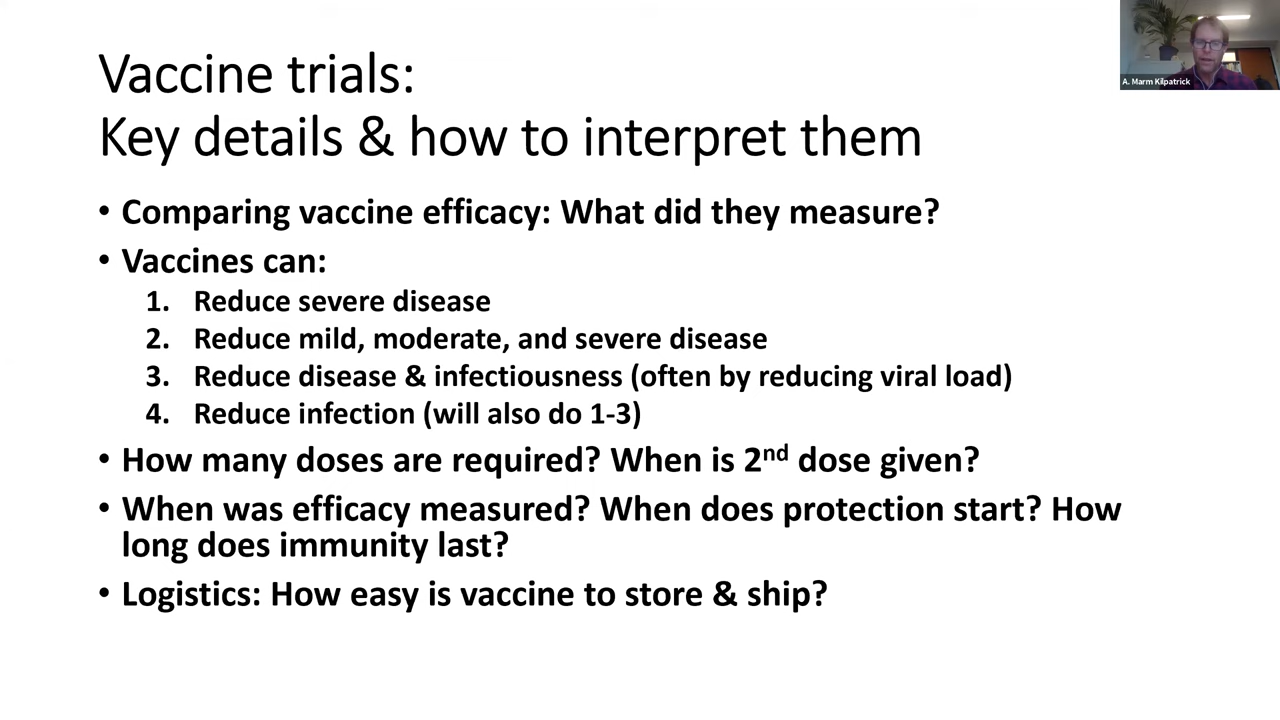 Vaccine trials:
Key details & how to interpret them
• Comparing vaccine efficacy: What did they measure?
• Vaccines can:
1. Reduce severe disease
2. Reduce mild, moderate, and severe disease
3. Reduce disease & infectiousness (often by reducing viral load)
4. Reduce infection (will also do 1-3)
• How many doses are required? When is 2nd dose given?
• When was efficacy measured? When does protection start? How
long does immunity last?
• Logistics: How easy is vaccine to store & ship?
A. Marm Kilpatrick